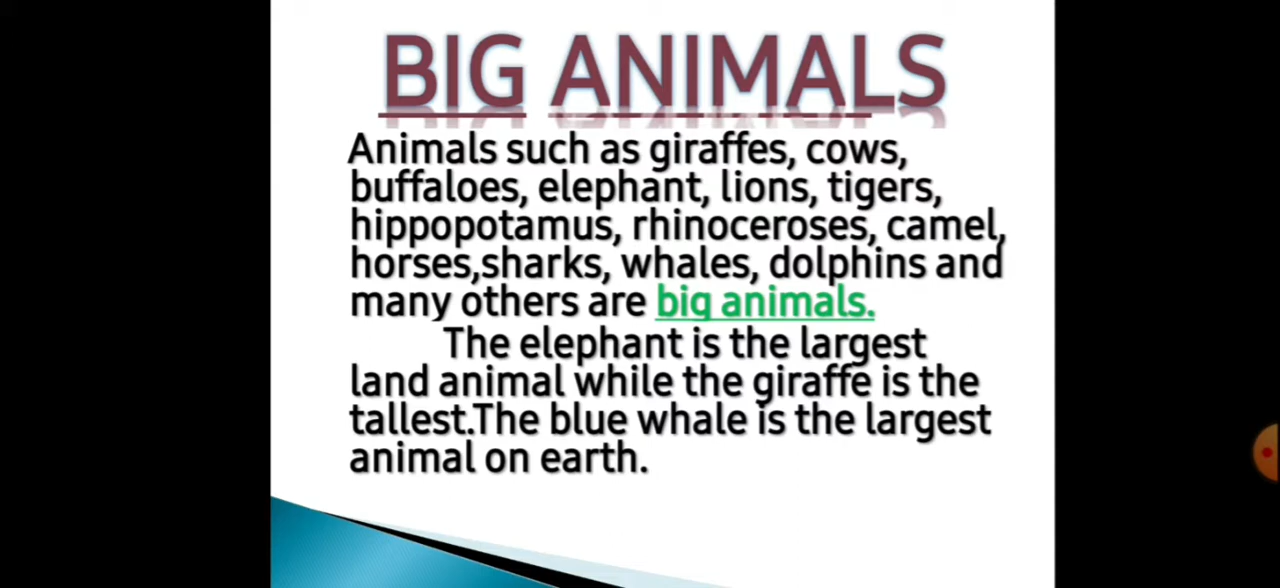 BIG ANIMALS
Animals such as giraffes, cows,
buffaloes, elephant, lions, tigers,
hippopotamus, rhinoceroses, camel,
horses,sharks, whales, dolphins and
many others are big animals.
The elephant is the largest
land animal while the giraffe is the
tallest.The blue whale is the largest
animal on earth.